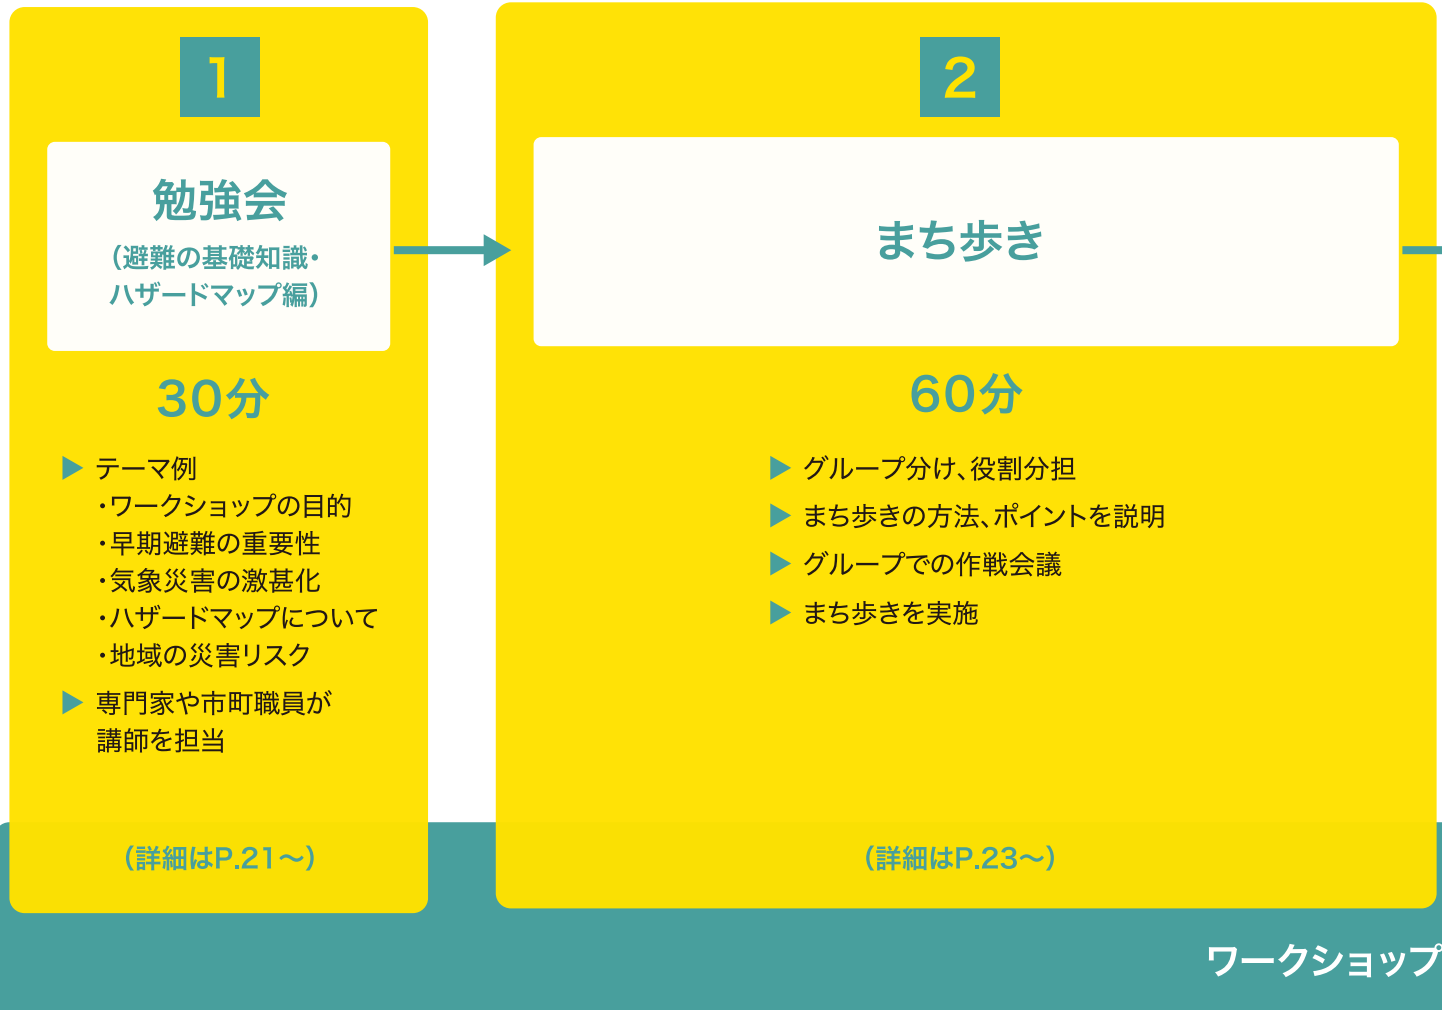 1
勉強会
(避難の基礎知識・
ハザードマップ編)
30分
▶ テーマ例
・ワークショップの目的
・早期避難の重要性
・気象災害の激甚化
・ハザードマップについて
・地域の災害リスク
▶ 専門家や市町職員が
講師を担当
(詳細はP.21〜)
2
まち歩き
60分
▶ グループ分け、役割分担
▶ まち歩きの方法、ポイントを説明
▶ グループでの作戦会議
▶ まち歩きを実施
(詳細はP.23〜)
ワークショップ